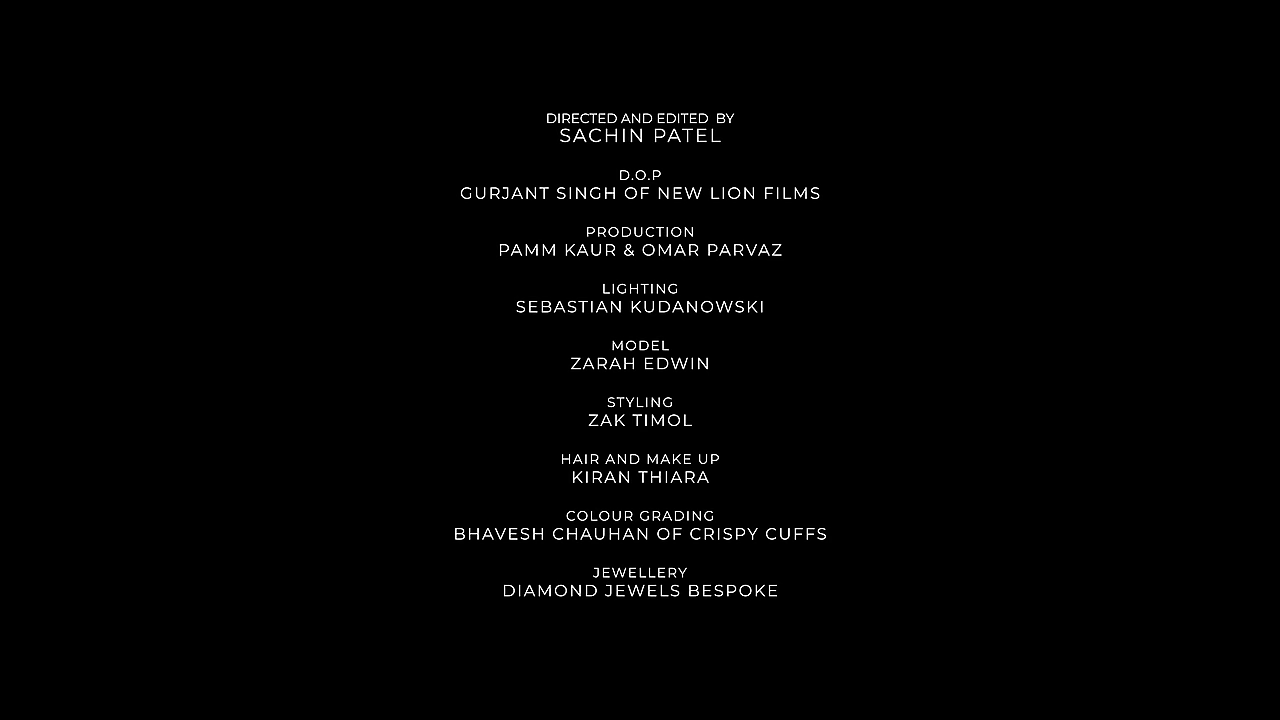 DIRECTED AND EDITED BY
SACHIN PATEL
D.O.P
GURJANT SINGH OF NEW LION FILMS
PRODUCTION
PAMM KAUR & OMAR PARVAZ
LIGHTING
SEBASTIAN KUDANOWSKI
MODEL
ZARAH EDWIN
STYLING
ZAK TIMOL
HAIR AND MAKE UP
KIRAN THIARA
COLOUR GRADING
BHAVESH CHAUHAN OF CRISPY CUFFS
JEWELLERY
DIAMOND JEWELS BESPOKE